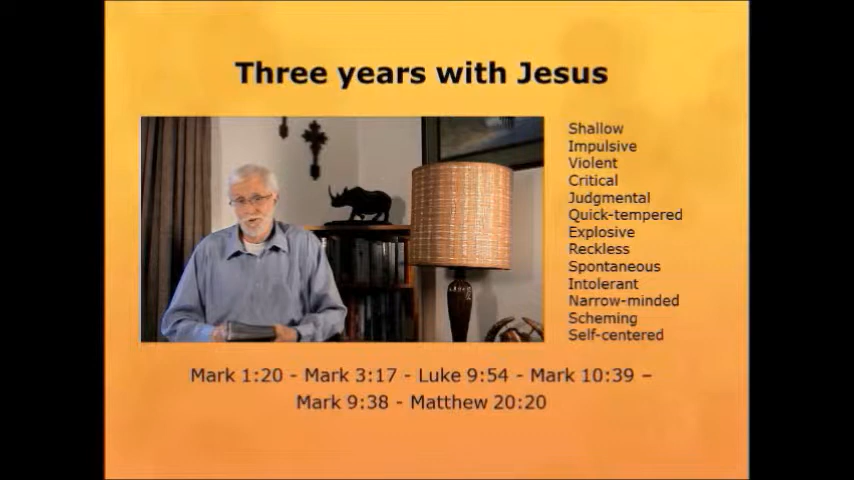 Three years with Jesus
Shallow
Impulsive
Violent
Critical
Judgmental
Quick-tempered
Explosive
Reckless
Spontaneous
Intolerant
Narrow-minded
Scheming
Self-centered
Mark 1:20 - Mark 3:17 - Luke 9:54 - Mark 10:39 –
Mark 9:38 - Matthew 20:20